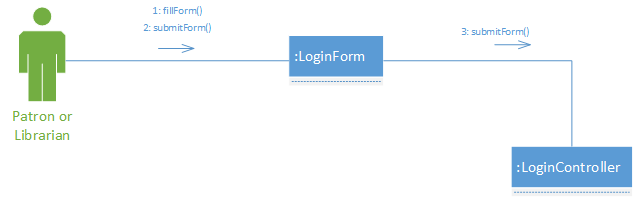 1: fillForm()
2: submitForm()
3: submitForm()
:LoginForm
Patron or
Librarian
:LoginController